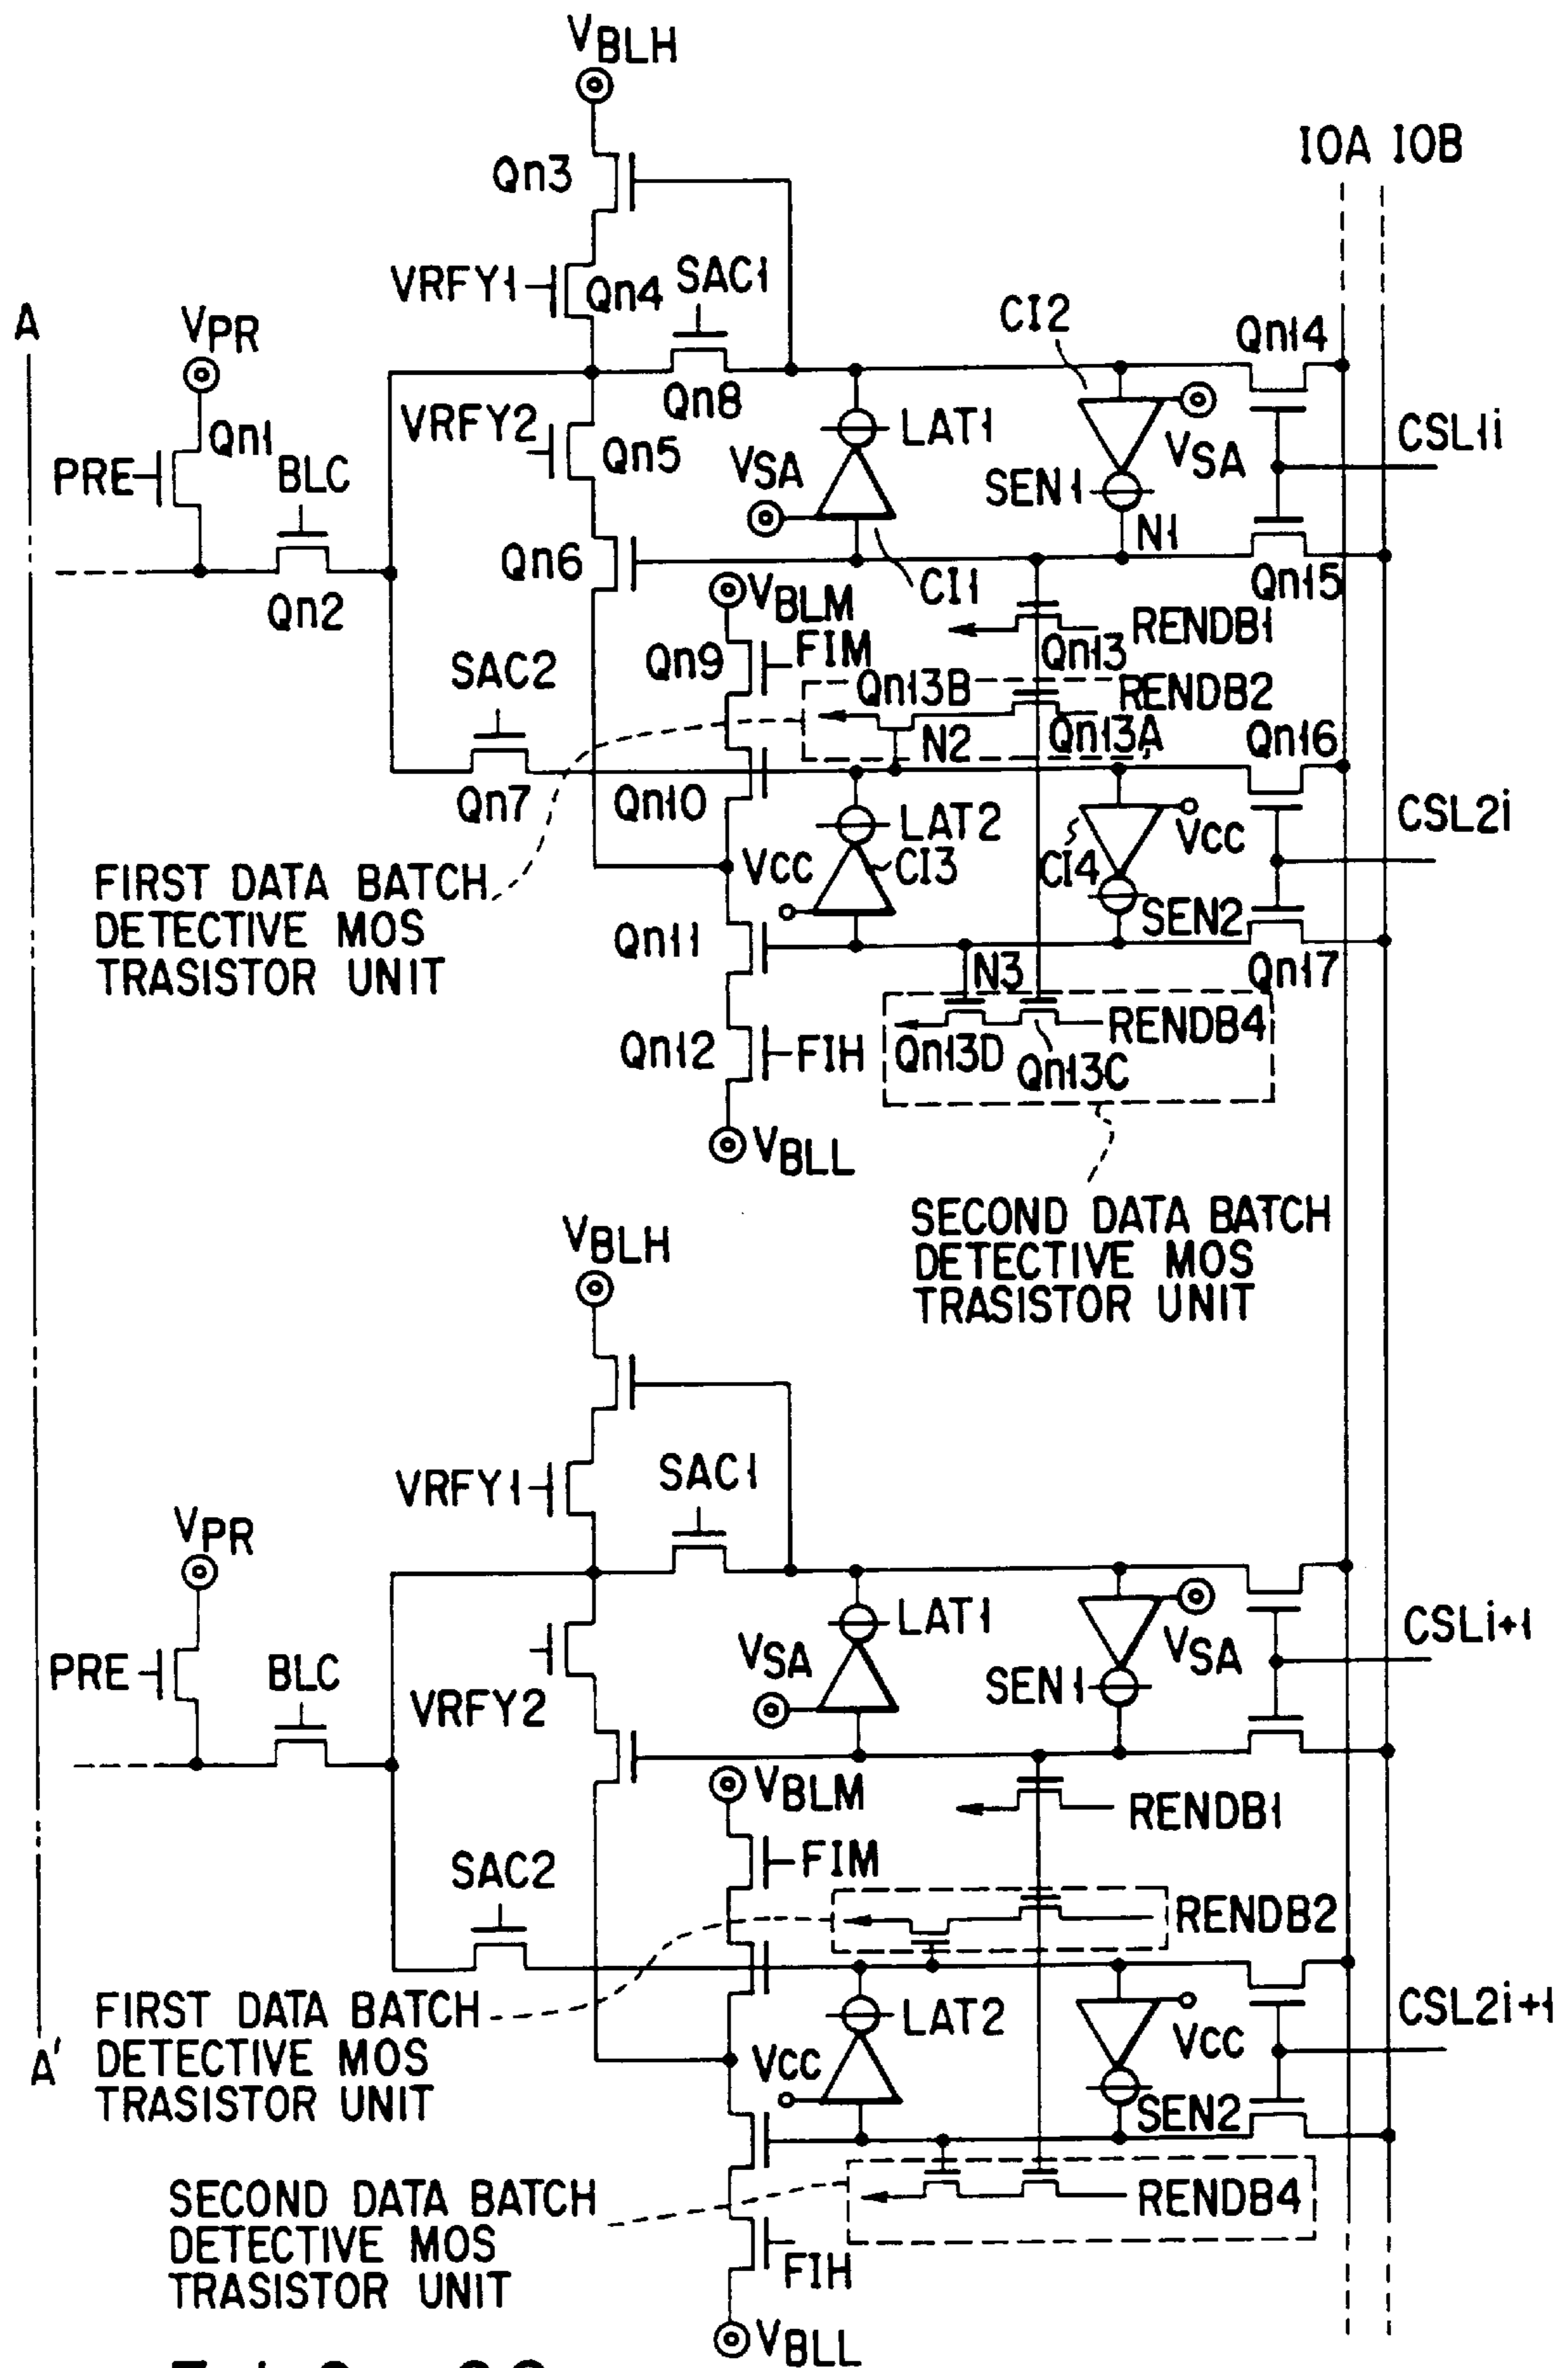 VBLH
IOA IOB
Qn3
VRFY1
Qn4
SAC1
A
VPR
CI2
Qn14
Qn8
VRFY2
Qn5
LAT1
CSL1i
Qn1
PRE
BLC
VSA
VSA
SEN1
N1
Qn6
Qn2
CI1
Qn15
VBLM
RENDB1
Qn9
FIM
Qn13
SAC2
Qn13B
RENDB2
Qn13A
N2
Qn16
Qn7
Qn10
LAT2
VCC
CSL2i
FIRST DATA BATCH
DETECTIVE MOS
TRASISTOR UNIT
VCC
CI3
CI4
SEN2
Qn11
N3
Qn17
RENDB4
Qn12
FIH
Qn13D
Qn13C
VBLL
SECOND DATA BATCH
DETECTIVE MOS
TRASISTOR UNIT
VBLH
VRFY1
SAC1
VPR
LAT1
CSLi+1
PRE
BLC
VSA
VSA
SEN1
VRFY2
VBLM
RENDB1
FIM
SAC2
RENDB2
FIRST DATA BATCH
DETECTIVE MOS
TRASISTOR UNIT
LAT2
VCC
CSL2i+1
A'
VCC
SEN2
SECOND DATA BATCH
DETECTIVE MOS
TRASISTOR UNIT
RENDB4
FIH
VBLL